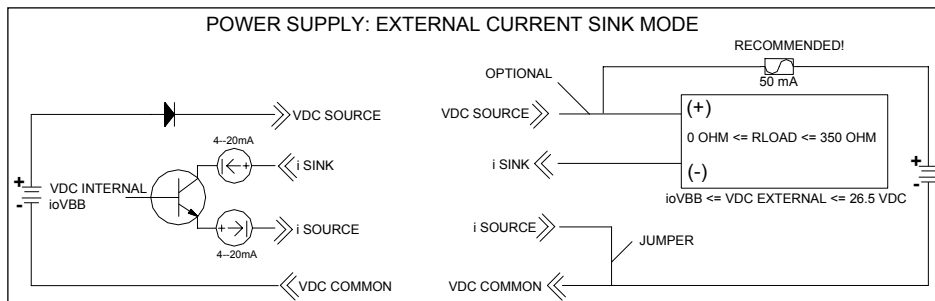 POWER SUPPLY: EXTERNAL CURRENT SINK MODE
RECOMMENDED!
OPTIONAL
50 mA
VDC SOURCE
VDC SOURCE
(+)
0 OHM <= RLOAD <= 350 OHM
4--20mA
+
i SINK
i SINK
(-)
+
-
VDC INTERNAL
ioVBB
+
-
ioVBB <= VDC EXTERNAL <= 26.5 VDC
+
i SOURCE
i SOURCE
JUMPER
4--20mA
VDC COMMON
VDC COMMON